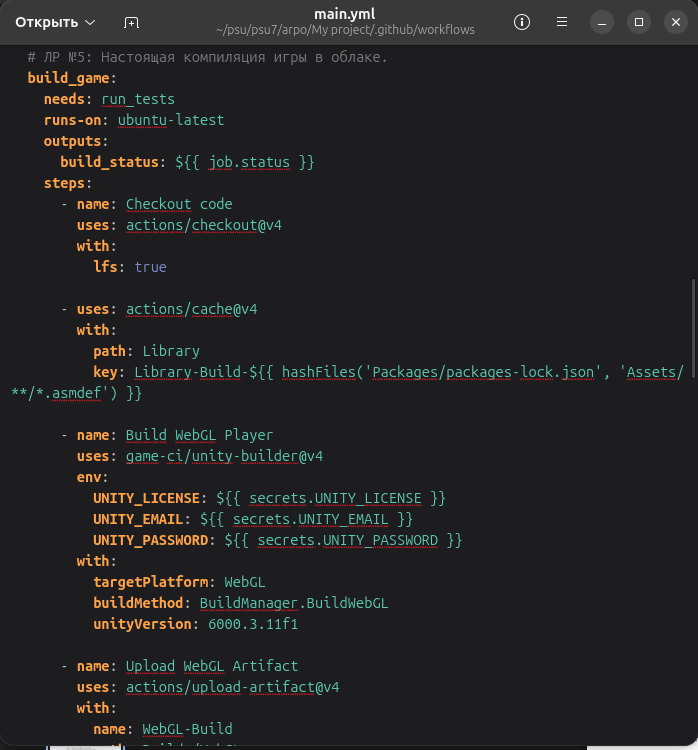 Открыть
main.yml
~/psu/psu7/arpo/My project/.github/workflows
# ЛР №5: Настоящая компиляция игры в облаке.
build_game:
needs: run_tests
runs-on: ubuntu-latest
outputs:
build_status: ${{ job.status }}
steps:
- name: Checkout code
uses: actions/checkout@v4
with:
lfs: true
- uses: actions/cache@v4
with:
path: Library
key: Library-Build-${{ hashFiles('Packages/packages-lock.json', 'Assets/
**/*.asmdef') }}
- name: Build WebGL Player
uses: game-ci/unity-builder@v4
env:
UNITY_LICENSE: ${{ secrets.UNITY_LICENSE }}
UNITY_EMAIL: ${{ secrets.UNITY_EMAIL }}
UNITY_PASSWORD: ${{ secrets.UNITY_PASSWORD }}
with:
targetPlatform: WebGL
buildMethod: BuildManager.BuildWebGL
unityVersion: 6000.3.11f1
- name: Upload WebGL Artifact
uses: actions/upload-artifact@v4
with:
name: WebGL-Build